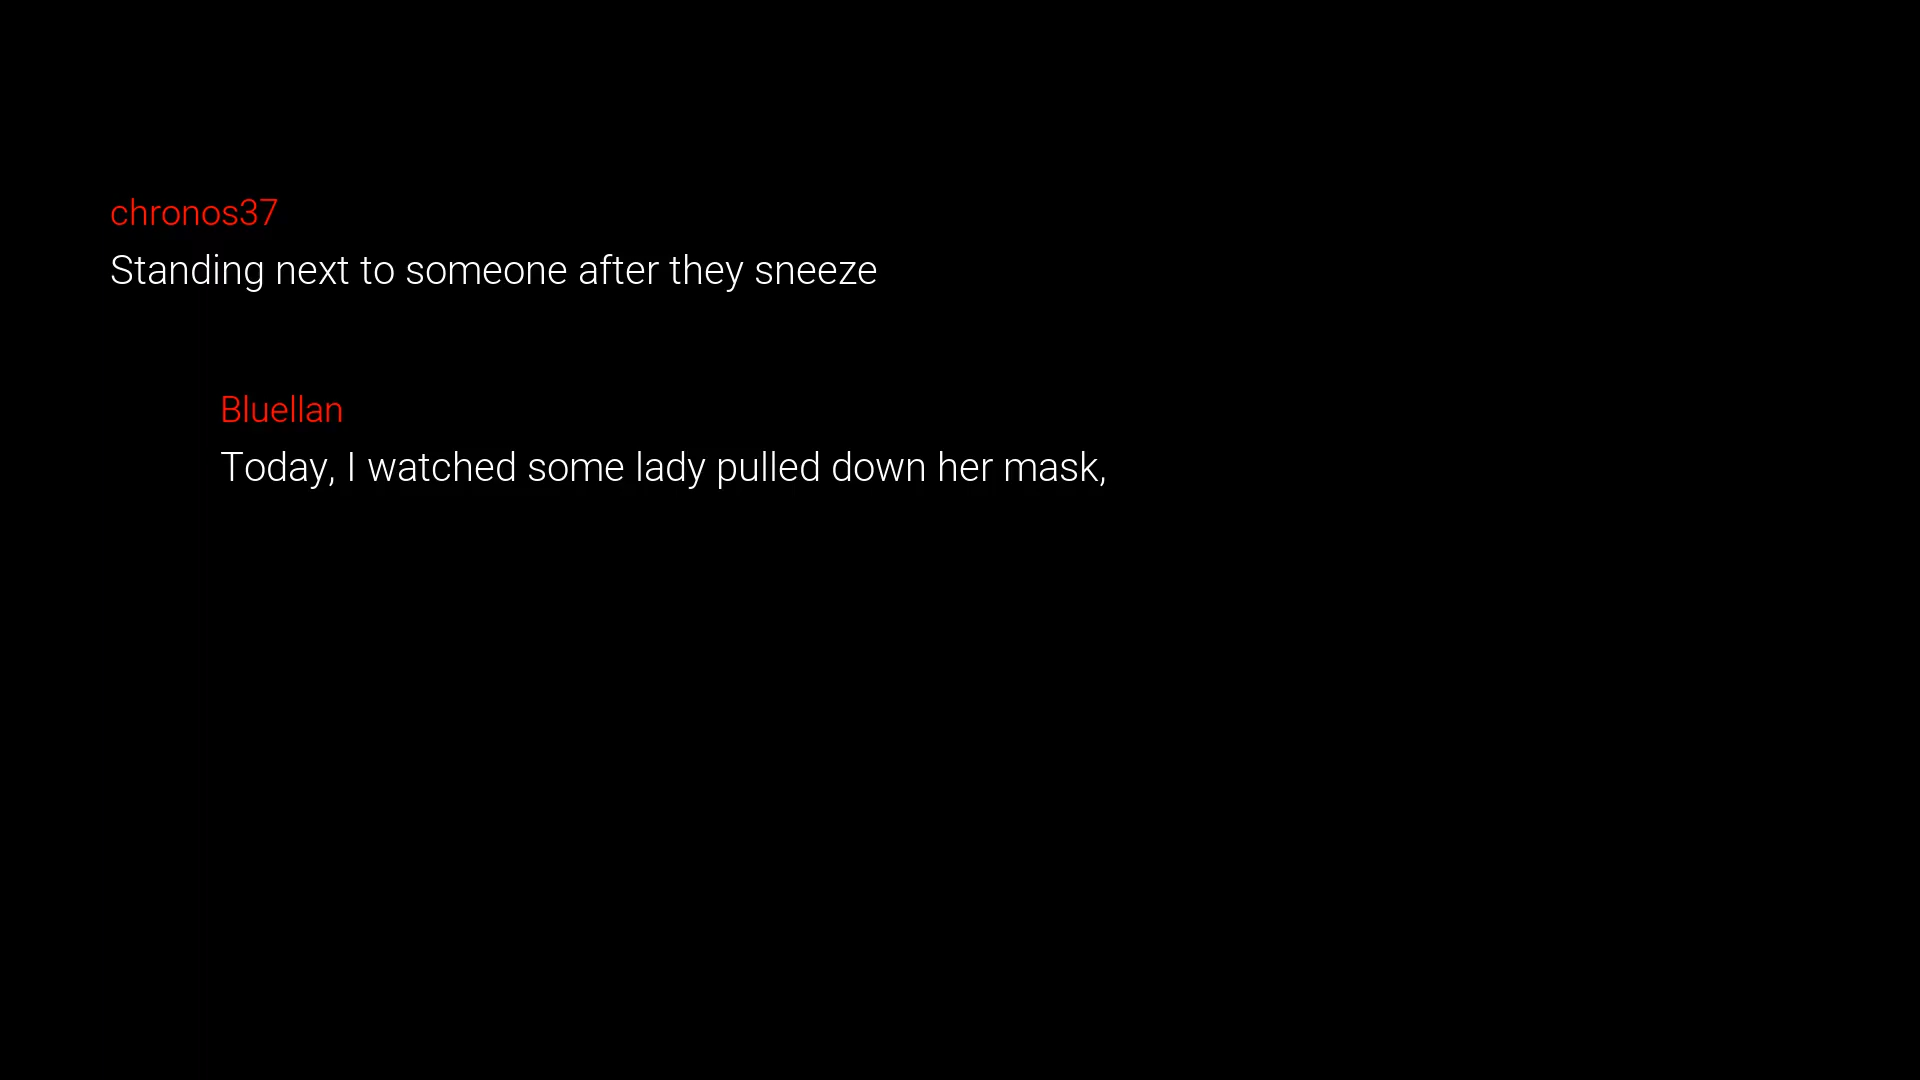 chronos37
Standing next to someone after they sneeze
Bluellan
Today, I watched some lady pulled down her mask,